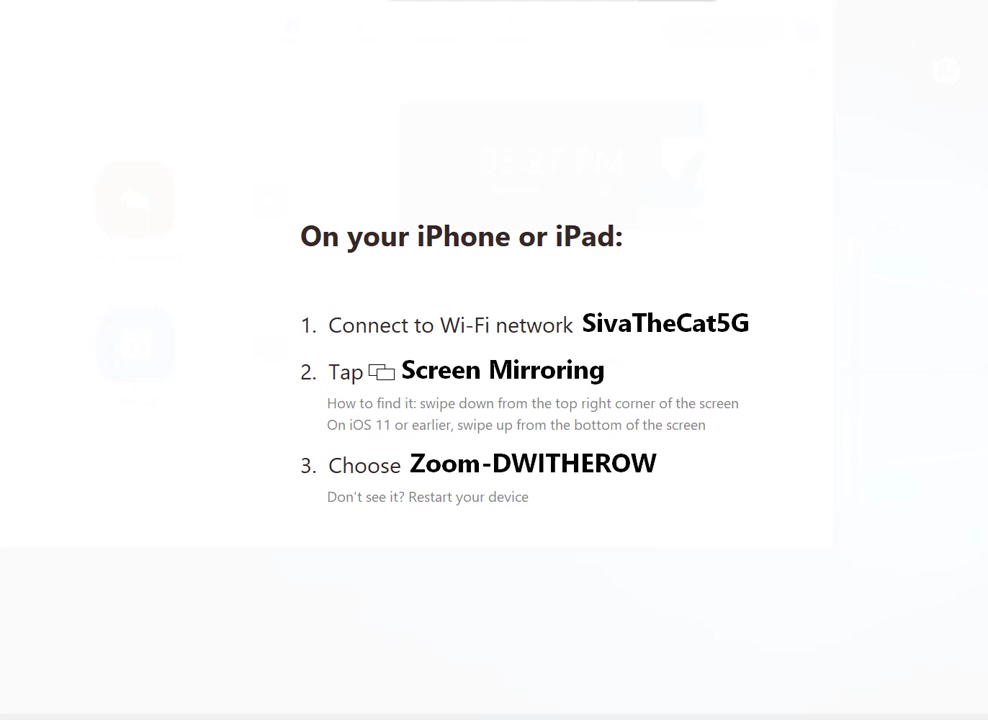 On your iPhone or iPad:
1. Connect to Wi-Fi network SivaTheCat5G
2. Tap Screen Mirroring
How to find it: swipe down from the top right corner of the screen
On iOS 11 or earlier, swipe up from the bottom of the screen
3. Choose Zoom-DWITHEROW
Don't see it? Restart your device